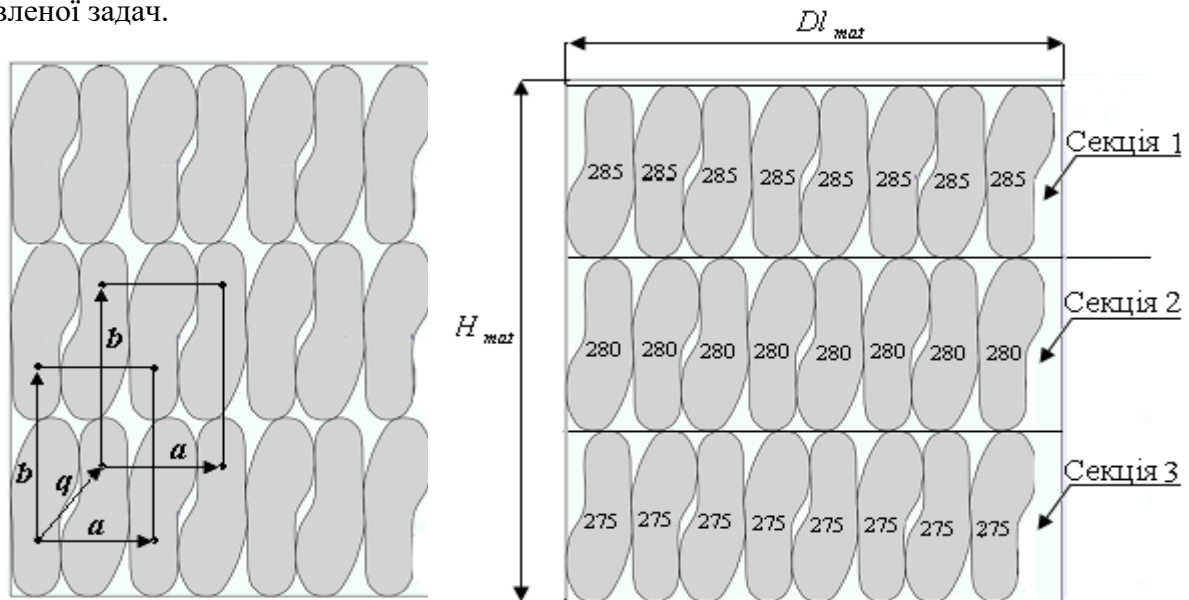 вленої задач.
b
b
a
q
a
Dl mat
H mat
285 285 285 285 285 285 285 285
Секція 1
280 280 280 280 280 280 280 280
Секція 2
275 275 275 275 275 275 275 275
Секція 3